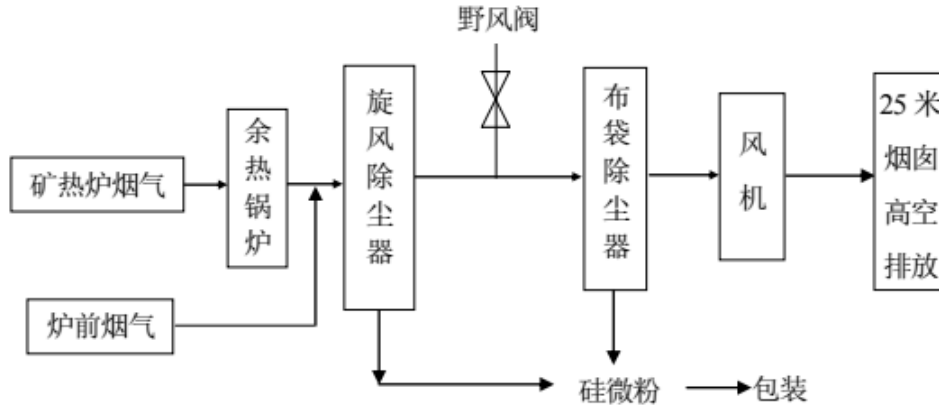 野风阀
矿热炉烟气
余热锅炉
旋风除尘器
布袋除尘器
风机
25 米
烟囱
高空
排放
炉前烟气
硅微粉
包装